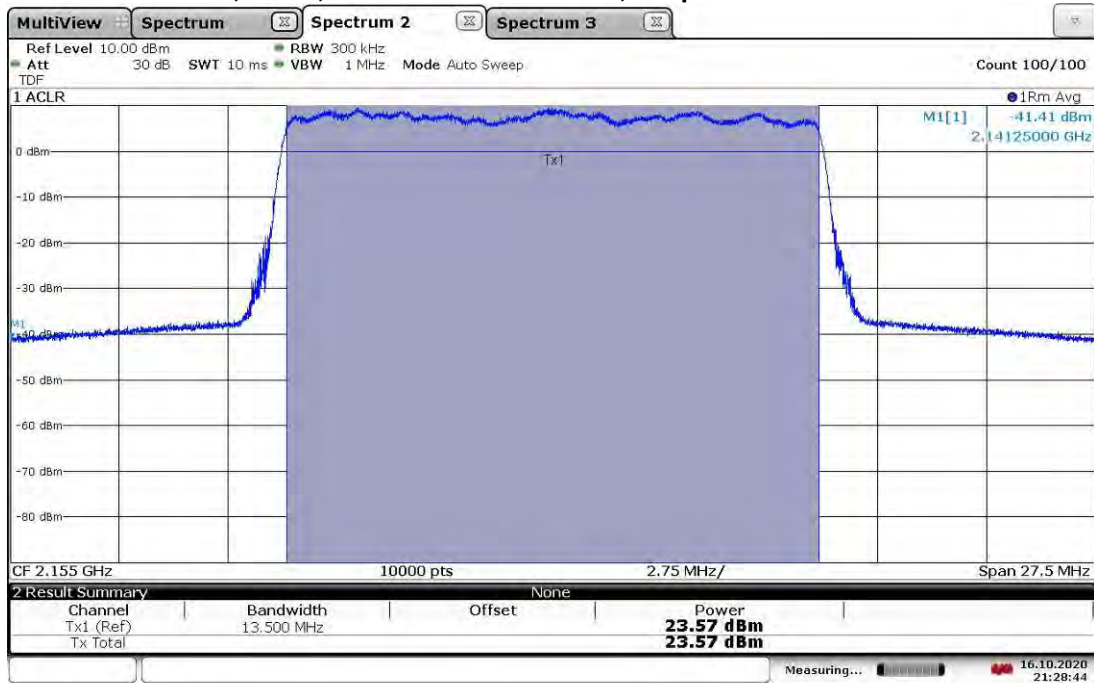 MultiView Spectrum Spectrum 2 Spectrum 3
Ref Level 10.00 dBm RBW 300 kHz
Att 30 dB SWT 10 ms VBW 1 MHz Mode Auto Sweep Count 100/100
TDF
1 ACLR 1Rm Avg
M1[1] -41.41 dBm
2.14125000 GHz
0 dBm
Tx1
-10 dBm
-20 dBm
-30 dBm
M1
-40 dBm
-50 dBm
-60 dBm
-70 dBm
-80 dBm
CF 2.155 GHz 10000 pts 2.75 MHz/ Span 27.5 MHz
2 Result Summary None
Channel Bandwidth Offset Power
Tx1 (Ref) 13.500 MHz 23.57 dBm
Tx Total 23.57 dBm
Measuring... 16.10.2020
21:28:44